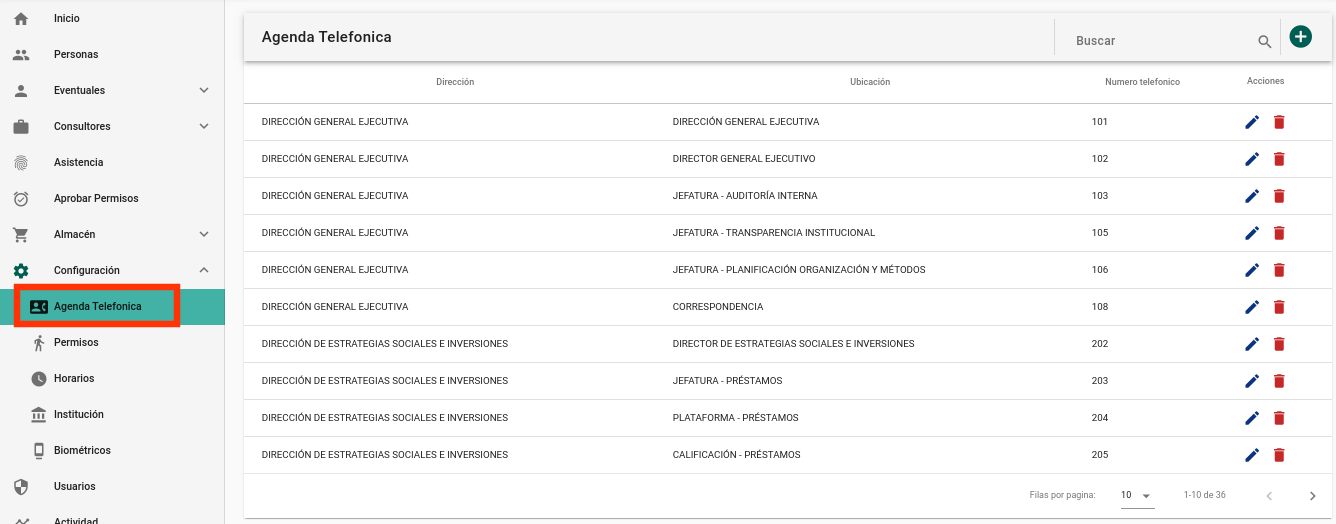 Inicio
Personas
Eventuales
Consultores
Asistencia
Aprobar Permisos
Almacén
Configuración
Agenda Telefonica
Permisos
Horarios
Institución
Biométricos
Usuarios
Actividad
Agenda Telefonica
Buscar
Dirección Ubicación Numero telefonico Acciones
DIRECCIÓN GENERAL EJECUTIVA DIRECCIÓN GENERAL EJECUTIVA 101
DIRECCIÓN GENERAL EJECUTIVA DIRECTOR GENERAL EJECUTIVO 102
DIRECCIÓN GENERAL EJECUTIVA JEFATURA - AUDITORÍA INTERNA 103
DIRECCIÓN GENERAL EJECUTIVA JEFATURA - TRANSPARENCIA INSTITUCIONAL 105
DIRECCIÓN GENERAL EJECUTIVA JEFATURA - PLANIFICACIÓN ORGANIZACIÓN Y MÉTODOS 106
DIRECCIÓN GENERAL EJECUTIVA CORRESPONDENCIA 108
DIRECCIÓN DE ESTRATEGIAS SOCIALES E INVERSIONES DIRECTOR DE ESTRATEGIAS SOCIALES E INVERSIONES 202
DIRECCIÓN DE ESTRATEGIAS SOCIALES E INVERSIONES JEFATURA - PRÉSTAMOS 203
DIRECCIÓN DE ESTRATEGIAS SOCIALES E INVERSIONES PLATAFORMA - PRÉSTAMOS 204
DIRECCIÓN DE ESTRATEGIAS SOCIALES E INVERSIONES CALIFICACIÓN - PRÉSTAMOS 205
Filas por pagina: 10 1-10 de 36